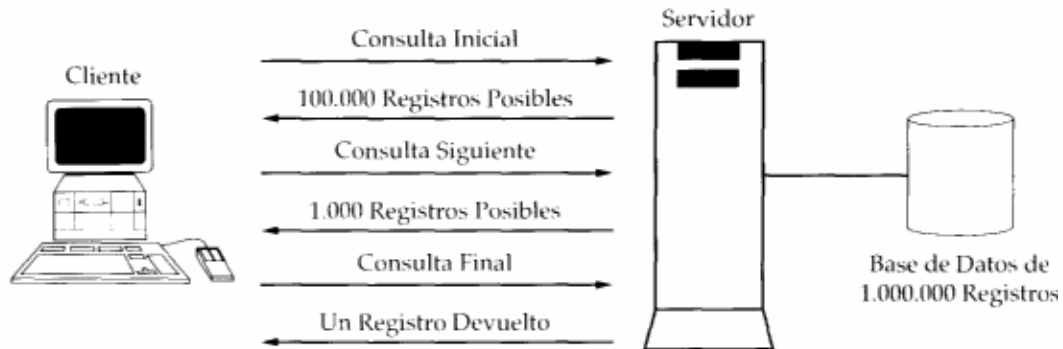 Servidor
Cliente
Consulta Inicial
100.000 Registros Posibles
Consulta Siguiente
1.000 Registros Posibles
Consulta Final
Un Registro Devuelto
Base de Datos de
1.000.000 Registros